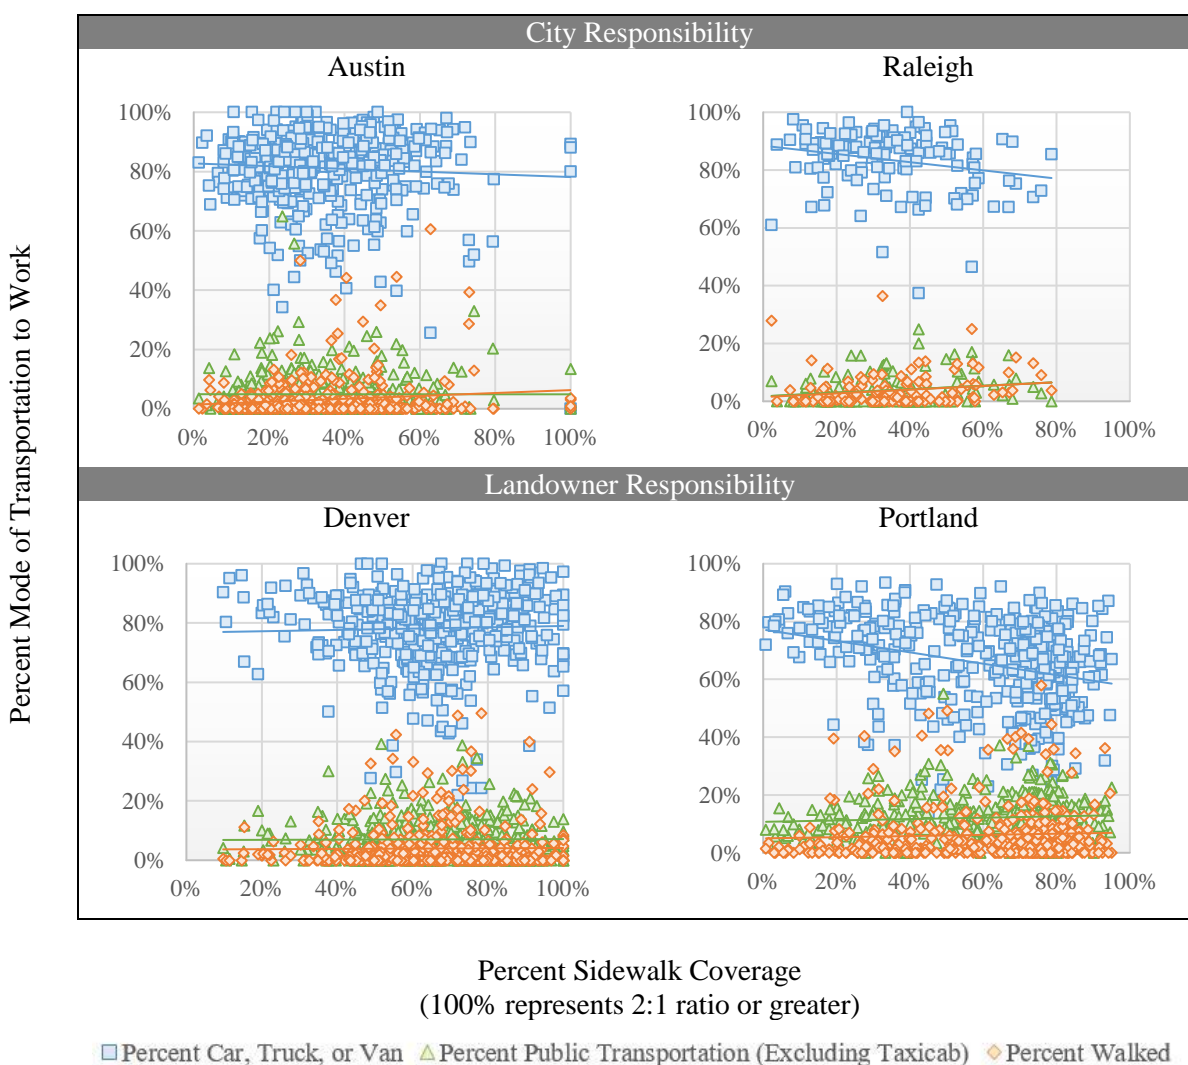 City Responsibility
Austin
Raleigh
100%
80%
60%
40%
20%
0%
0% 20% 40% 60% 80% 100%
100%
80%
60%
40%
20%
0%
0% 20% 40% 60% 80% 100%
Percent Mode of Transportation to Work
Landowner Responsibility
Denver
Portland
100%
80%
60%
40%
20%
0%
0% 20% 40% 60% 80% 100%
100%
80%
60%
40%
20%
0%
0% 20% 40% 60% 80% 100%
Percent Sidewalk Coverage
(100% represents 2:1 ratio or greater)
Percent Car, Truck, or Van Percent Public Transportation (Excluding Taxicab) Percent Walked